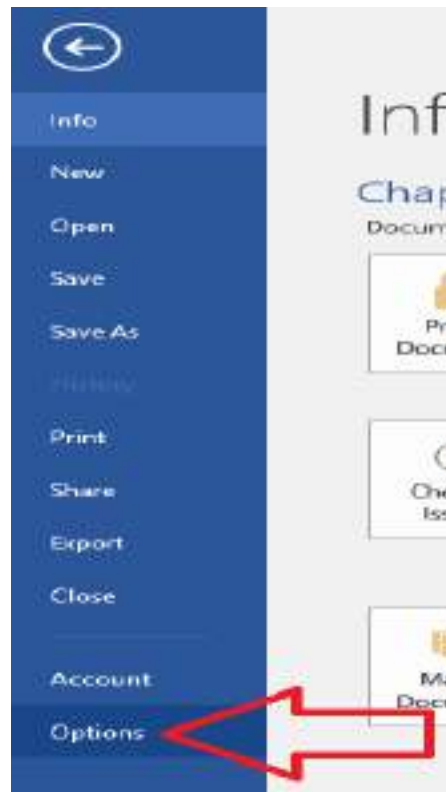 Info
New
Open
Save
Save As
History
Print
Share
Export
Close
Account
Options
Inf
Chap
Docum
Pr
Docu
Che
Iss
Ma
Docu